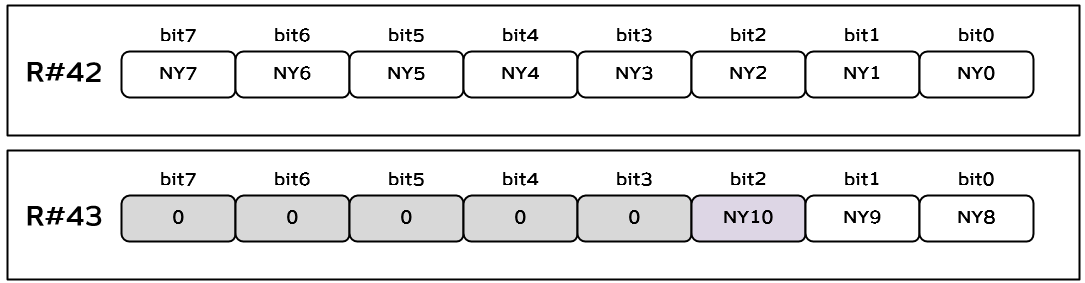 bit7 bit6 bit5 bit4 bit3 bit2 bit1 bit0
R#42 NY7 NY6 NY5 NY4 NY3 NY2 NY1 NY0
bit7 bit6 bit5 bit4 bit3 bit2 bit1 bit0
R#43 0 0 0 0 0 NY10 NY9 NY8